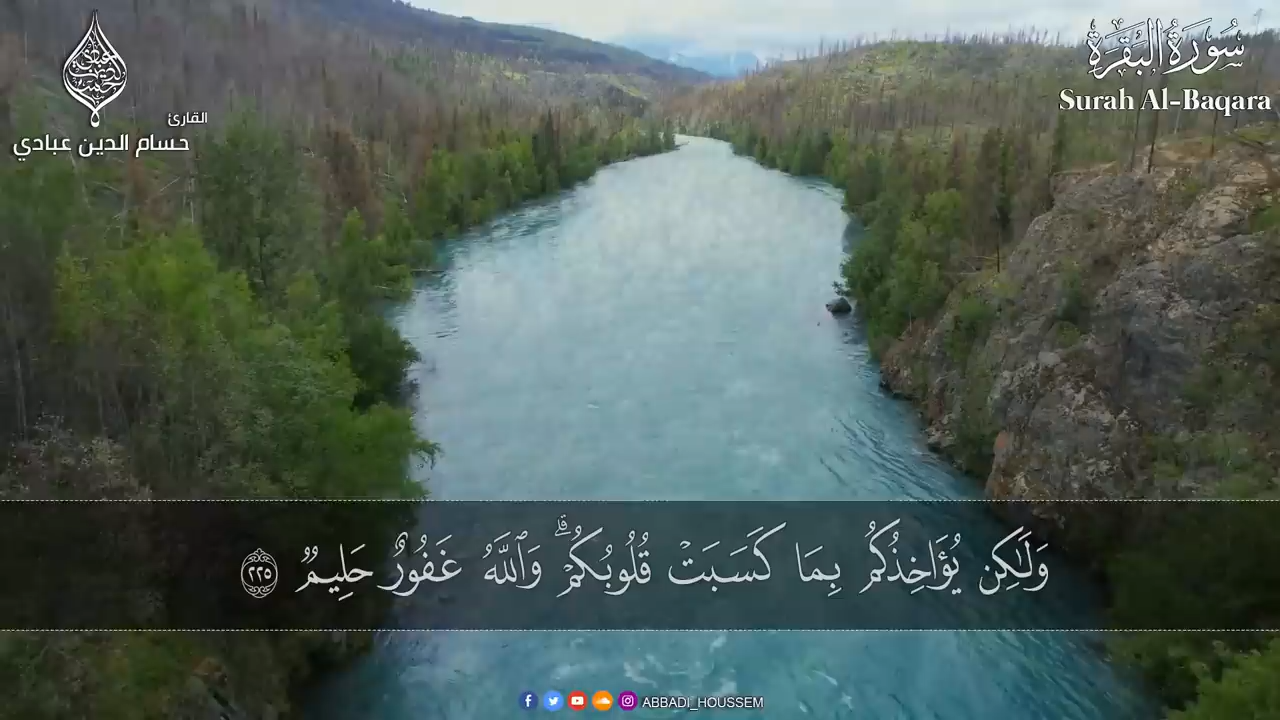 القارئ
حسام الدين عبادي
سُورَةُ البَقَرَةِ
Surah Al-Baqara
وَلَٰكِن يُؤَاخِذُكُم بِمَا كَسَبَتْ قُلُوبُكُمْ ۗ وَٱللَّهُ غَفُورٌ حَلِيمٌ ٢٢٥
ABBADI_HOUSSEM